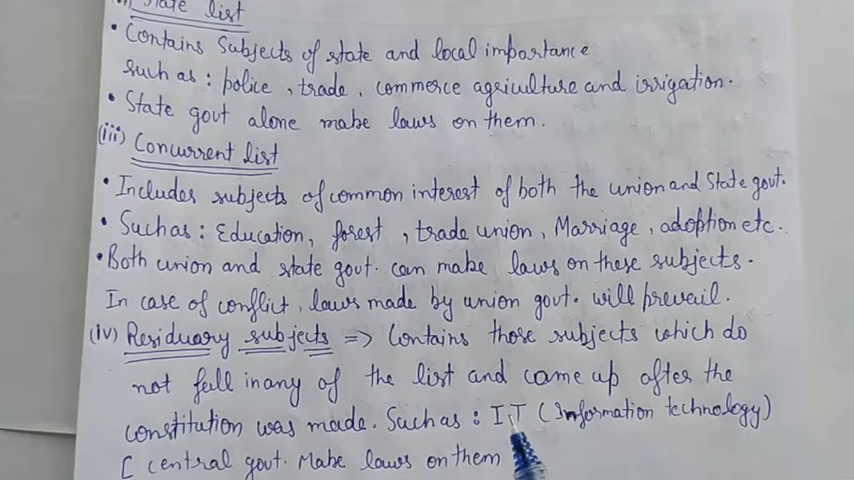 (ii) State list
• Contains Subjects of state and local importance
such as : police , trade , commerce agriculture and irrigation.
• State govt alone make laws on them.
(iii) Concurrent list
• Includes subjects of common interest of both the union and State govt.
• Such as : Education, forest , trade union , Marriage , adoption etc.
• Both union and state govt. can make laws on these subjects.
In case of conflict , laws made by union govt. will preveil.
(iv) Residuary subjects => Contains those subjects which do
not fall in any of the list and came up after the
constitution was made. Such as : I.T (Information technology)
[ central govt. Make laws on them